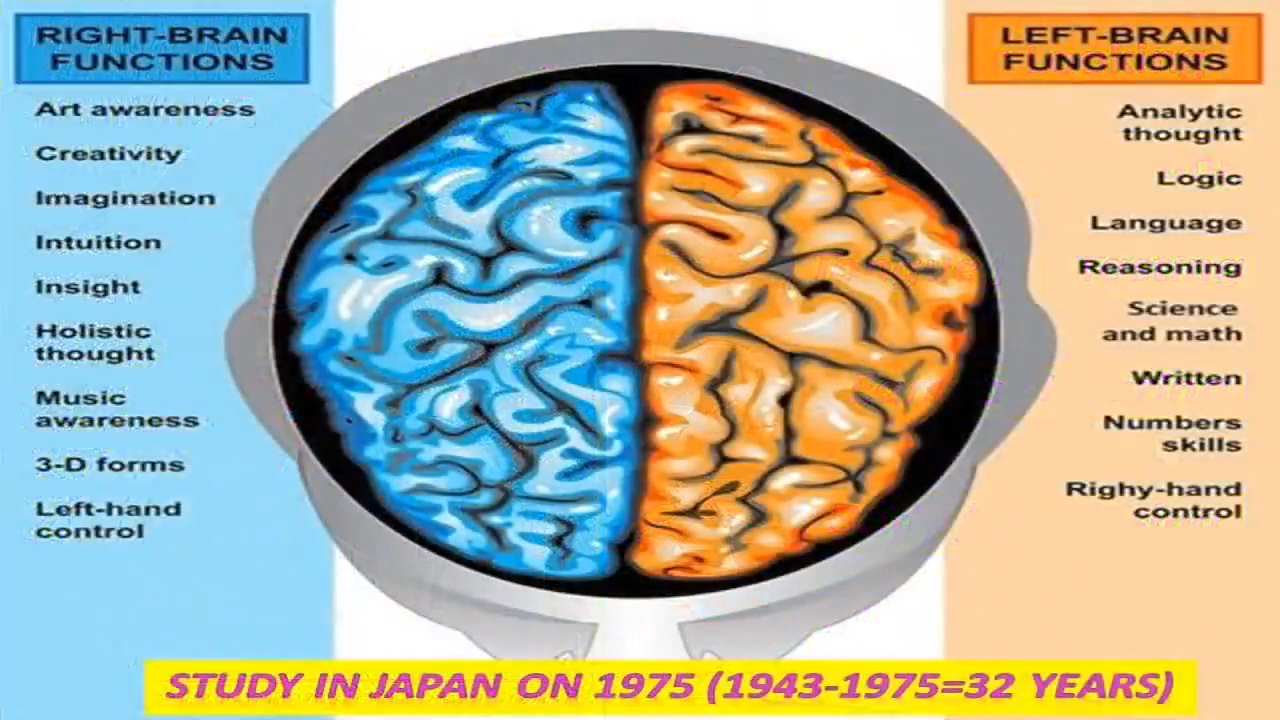 RIGHT-BRAIN
FUNCTIONS
Art awareness
Creativity
Imagination
Intuition
Insight
Holistic
thought
Music
awareness
3-D forms
Left-hand
control
LEFT-BRAIN
FUNCTIONS
Analytic
thought
Logic
Language
Reasoning
Science
and math
Written
Numbers
skills
Righy-hand
control
STUDY IN JAPAN ON 1975 (1943-1975=32 YEARS)